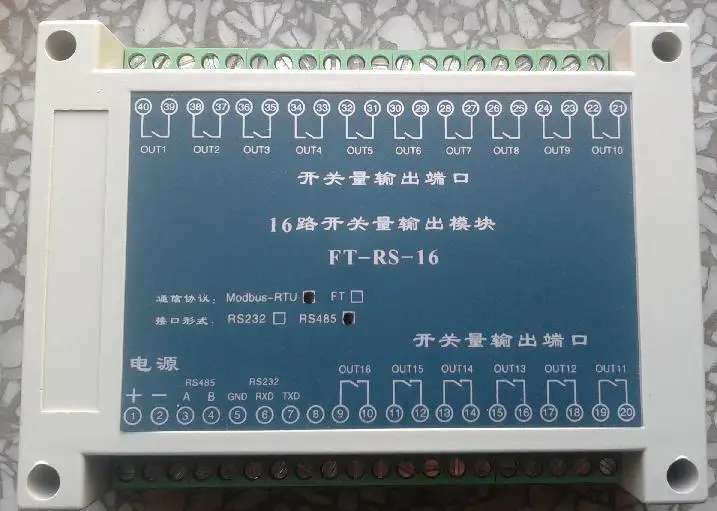 40 39 38 37 36 35 34 33 32 31 30 29 28 27 26 25 24 23 22 21
OUT1 OUT2 OUT3 OUT4 OUT5 OUT6 OUT7 OUT8 OUT9 OUT10
开关量输出端口
16路开关量输出模块
FT-RS-16
通信协议: Modbus-RTU FT
接口形式: RS232 RS485
开关量输出端口
电源
OUT16 OUT15 OUT14 OUT13 OUT12 OUT11
RS485 RS232
+ - A B GND RXD TXD
1 2 3 4 5 6 7 8 9 10 11 12 13 14 15 16 17 18 19 20